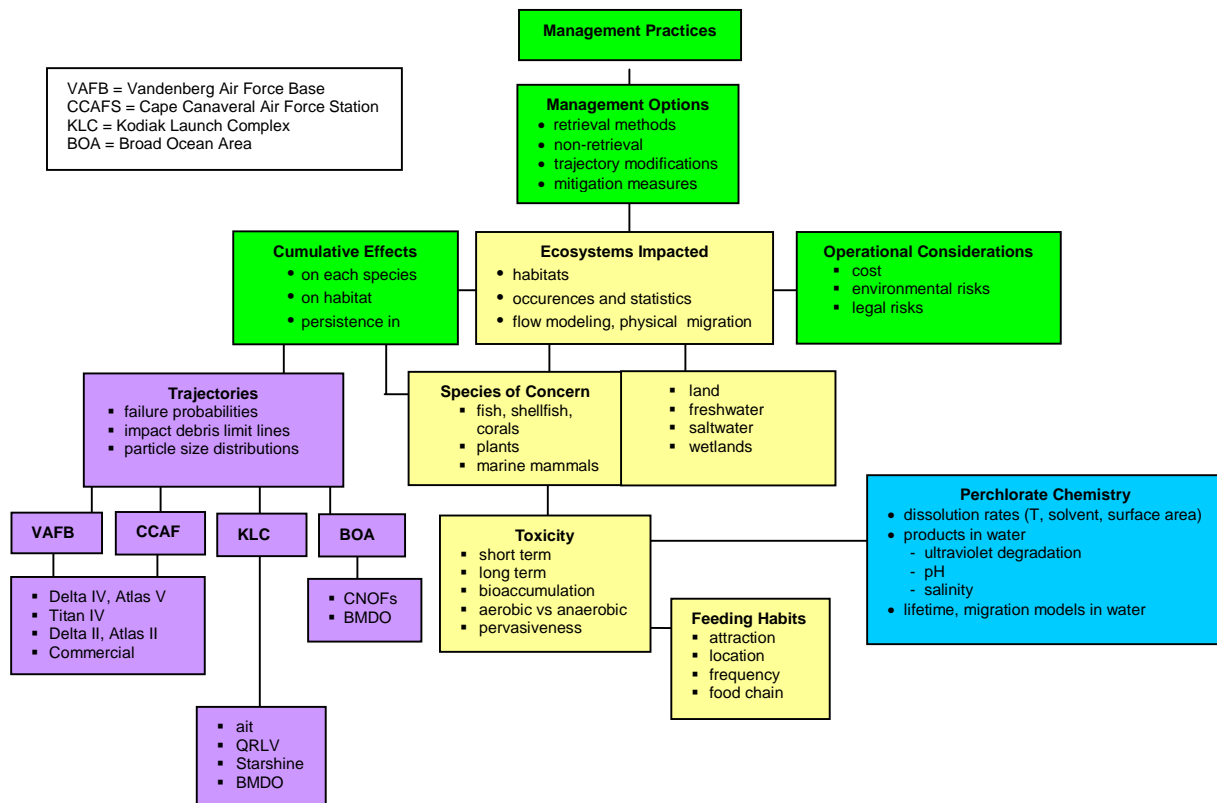 Management Practices
VAFB = Vandenberg Air Force Base
CCAFS = Cape Canaveral Air Force Station
KLC = Kodiak Launch Complex
BOA = Broad Ocean Area
Management Options
• retrieval methods
• non-retrieval
• trajectory modifications
• mitigation measures
Cumulative Effects
• on each species
• on habitat
• persistence in
Ecosystems Impacted
• habitats
• occurences and statistics
• flow modeling, physical migration
Operational Considerations
▪ cost
▪ environmental risks
▪ legal risks
Trajectories
▪ failure probabilities
▪ impact debris limit lines
▪ particle size distributions
Species of Concern
▪ fish, shellfish,
corals
▪ plants
▪ marine mammals
▪ land
▪ freshwater
▪ saltwater
▪ wetlands
VAFB
CCAF
KLC
BOA
Toxicity
▪ short term
▪ long term
▪ bioaccumulation
▪ aerobic vs anaerobic
▪ pervasiveness
Perchlorate Chemistry
• dissolution rates (T, solvent, surface area)
• products in water
- ultraviolet degradation
- pH
- salinity
• lifetime, migration models in water
▪ Delta IV, Atlas V
▪ Titan IV
▪ Delta II, Atlas II
▪ Commercial
▪ CNOFs
▪ BMDO
Feeding Habits
▪ attraction
▪ location
▪ frequency
▪ food chain
▪ ait
▪ QRLV
▪ Starshine
▪ BMDO